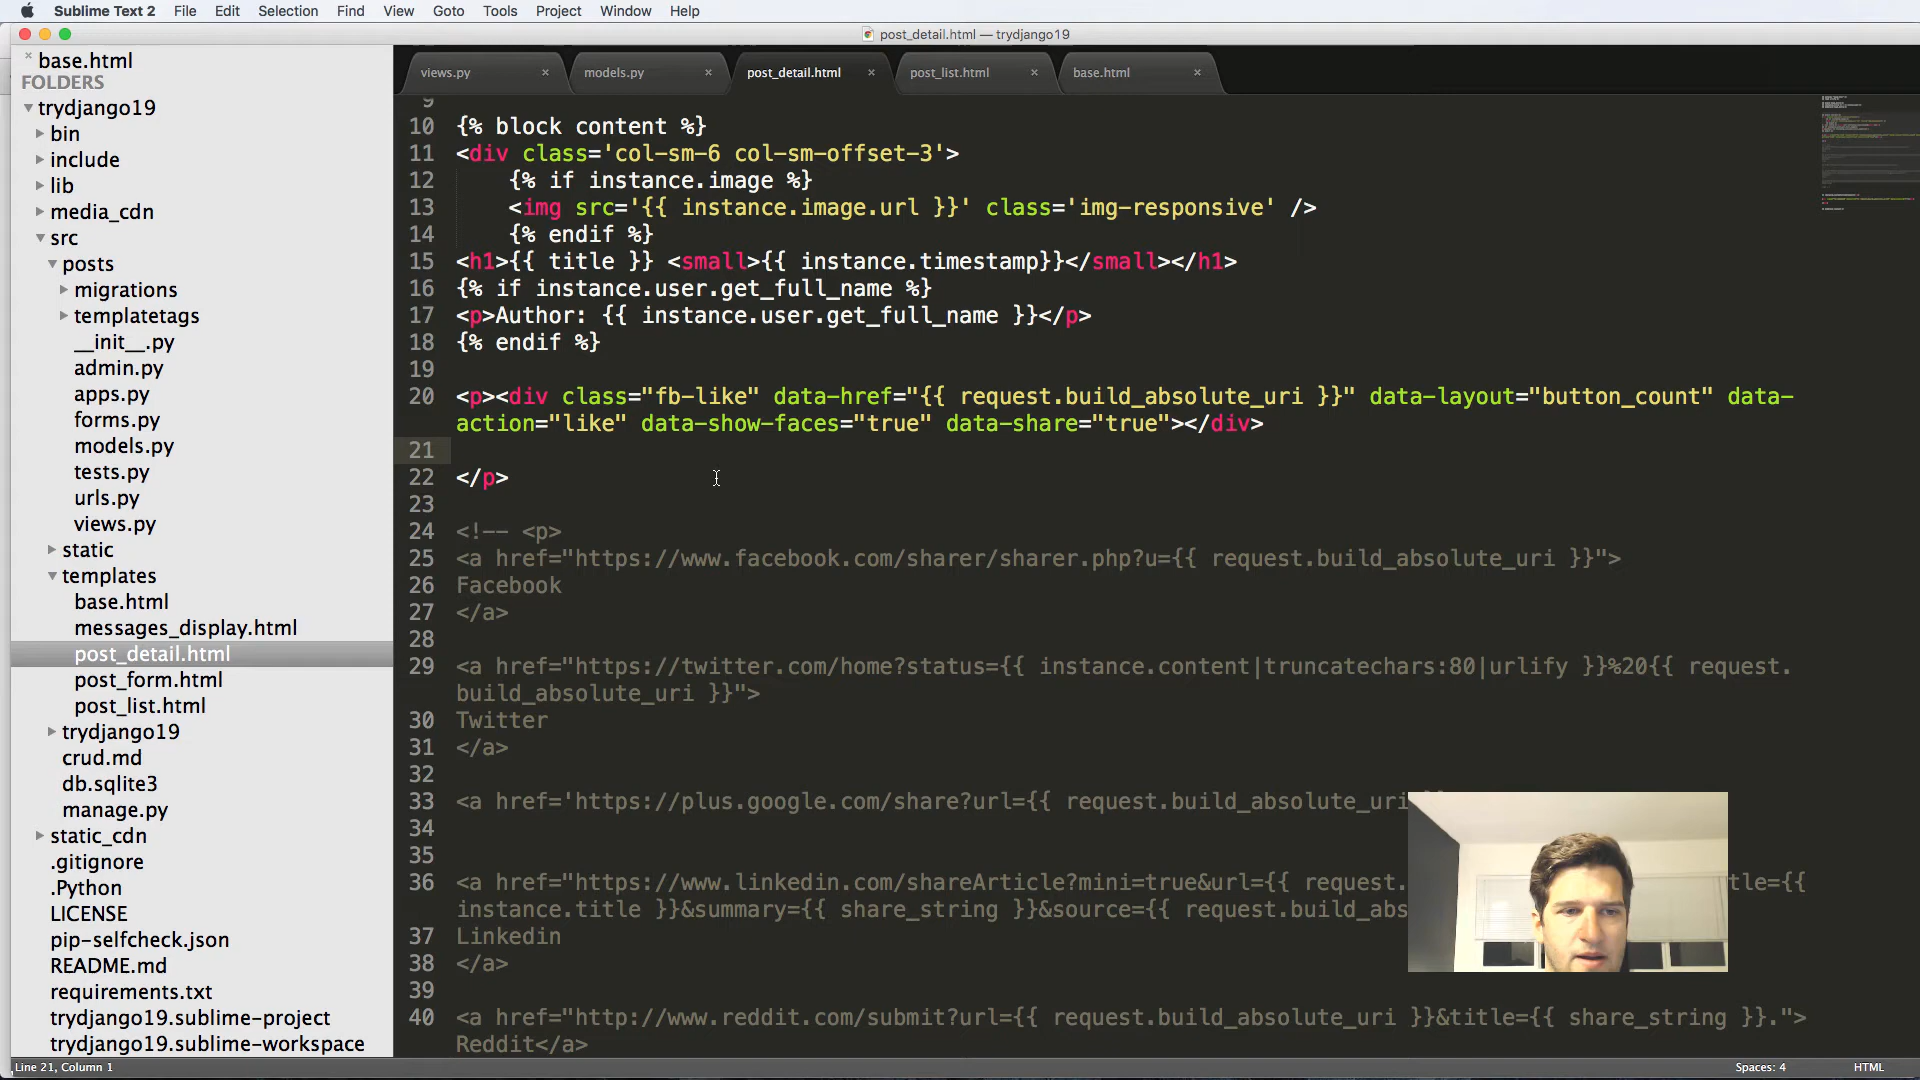 Sublime Text 2 File Edit Selection Find View Goto Tools Project Window Help
post_detail.html — trydjango19
base.html
FOLDERS
trydjango19
bin
include
lib
media_cdn
src
posts
migrations
templatetags
__init__.py
admin.py
apps.py
forms.py
models.py
tests.py
urls.py
views.py
static
templates
base.html
messages_display.html
post_detail.html
post_form.html
post_list.html
trydjango19
crud.md
db.sqlite3
manage.py
static_cdn
.gitignore
.Python
LICENSE
pip-selfcheck.json
README.md
requirements.txt
trydjango19.sublime-project
trydjango19.sublime-workspace
views.py models.py post_detail.html post_list.html base.html
9
10 {% block content %}
11 <div class='col-sm-6 col-sm-offset-3'>
12 {% if instance.image %}
13 <img src='{{ instance.image.url }}' class='img-responsive' />
14 {% endif %}
15 <h1>{{ title }} <small>{{ instance.timestamp}}</small></h1>
16 {% if instance.user.get_full_name %}
17 <p>Author: {{ instance.user.get_full_name }}</p>
18 {% endif %}
19
20 <p><div class="fb-like" data-href="{{ request.build_absolute_uri }}" data-layout="button_count" data-
action="like" data-show-faces="true" data-share="true"></div>
21
22 </p>
23
24 <!-- <p>
25 <a href="https://www.facebook.com/sharer/sharer.php?u={{ request.build_absolute_uri }}">
26 Facebook
27 </a>
28
29 <a href="https://twitter.com/home?status={{ instance.content|truncatechars:80|urlify }}%20{{ request.
build_absolute_uri }}">
30 Twitter
31 </a>
32
33 <a href='https://plus.google.com/share?url={{ request.build_absolute_uri
34
35
36 <a href="https://www.linkedin.com/shareArticle?mini=true&url={{ request. tle={{
instance.title }}&summary={{ share_string }}&source={{ request.build_abs
37 Linkedin
38 </a>
39
40 <a href="http://www.reddit.com/submit?url={{ request.build_absolute_uri }}&title={{ share_string }}.">
Reddit</a>
Line 21, Column 1
Spaces: 4 HTML